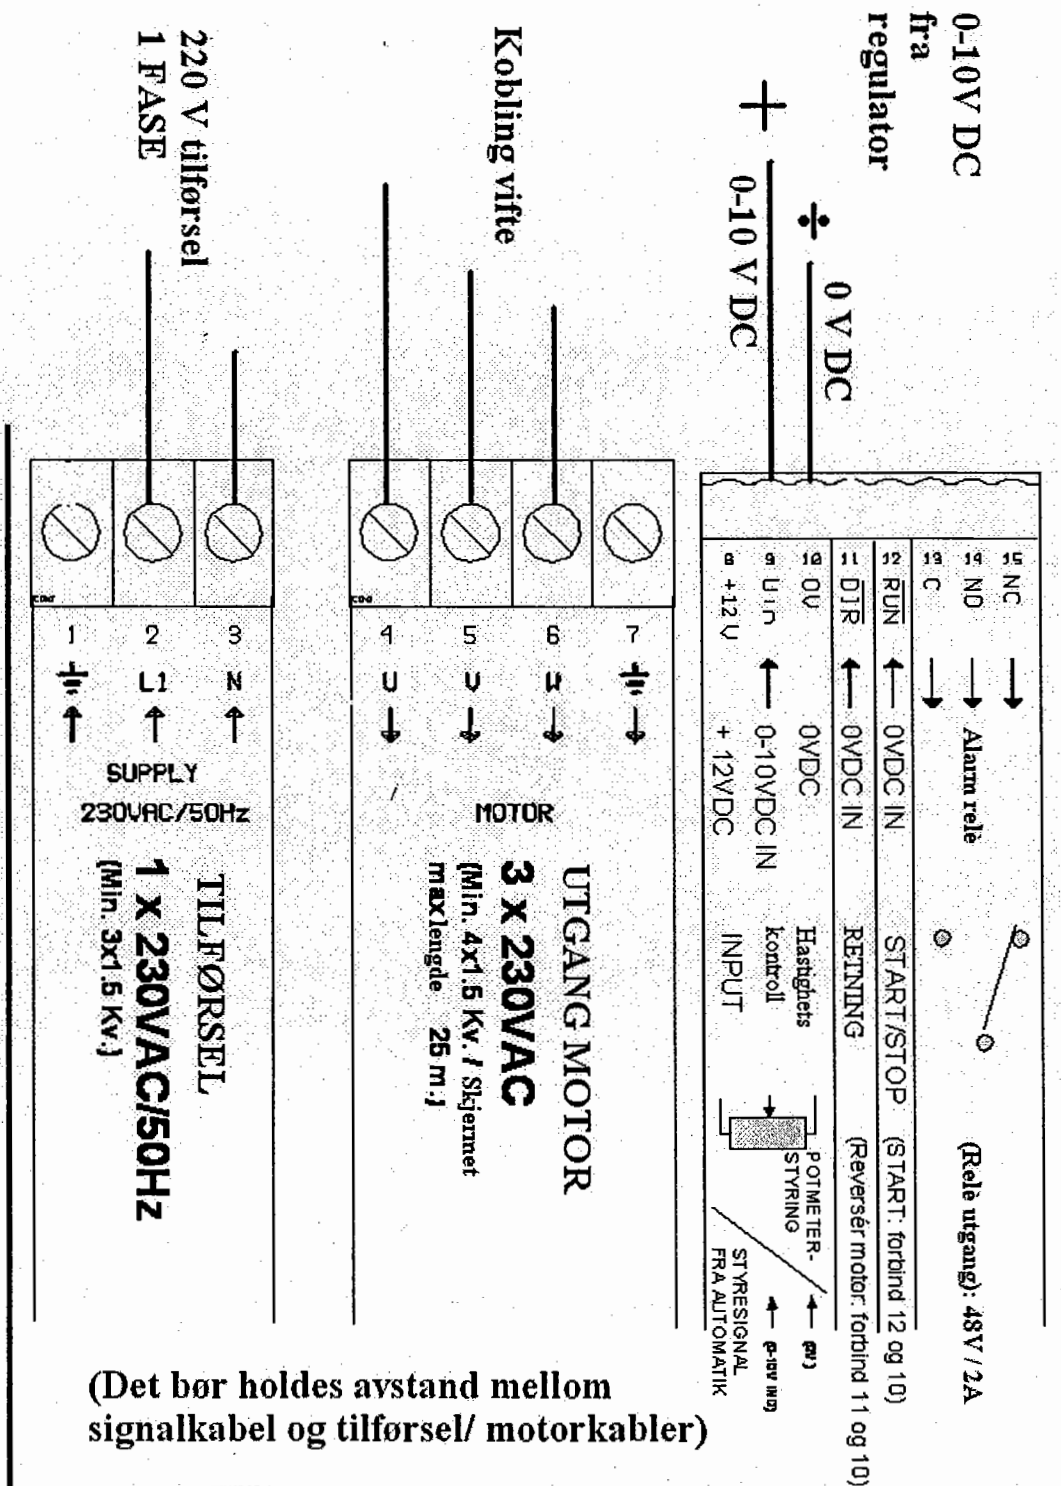 0-10V DC
fra
regulator
+
0-10 V DC
÷
0 V DC
Kobling vifte
220 V tilførsel
1 FASE
15 NC
14 NO
13 C
Alarm relè
(Relè utgang): 48V / 2A
12 RUN 0VDC IN START/STOP (START: forbind 12 og 10)
11 DIR 0VDC IN RETNING (Reversér motor: forbind 11 og 10)
10 0V 0VDC Hastighets
9 Uin 0-10VDC IN kontroll
8 +12V + 12VDC INPUT
POTMETER-
STYRING
STYRESIGNAL
FRA AUTOMATIK
(0V)
(0-10V IND)
7
6 W
5 V
4 U
MOTOR
UTGANG MOTOR
3 x 230VAC
(Min. 4x1.5 Kv. / Skjermet
maxlengde 25 m.)
3 N
2 L1
1
SUPPLY
230VAC/50Hz
TILFØRSEL
1 x 230VAC/50Hz
(Min. 3x1.5 Kv.)
(Det bør holdes avstand mellom
signalkabel og tilførsel/ motorkabler)